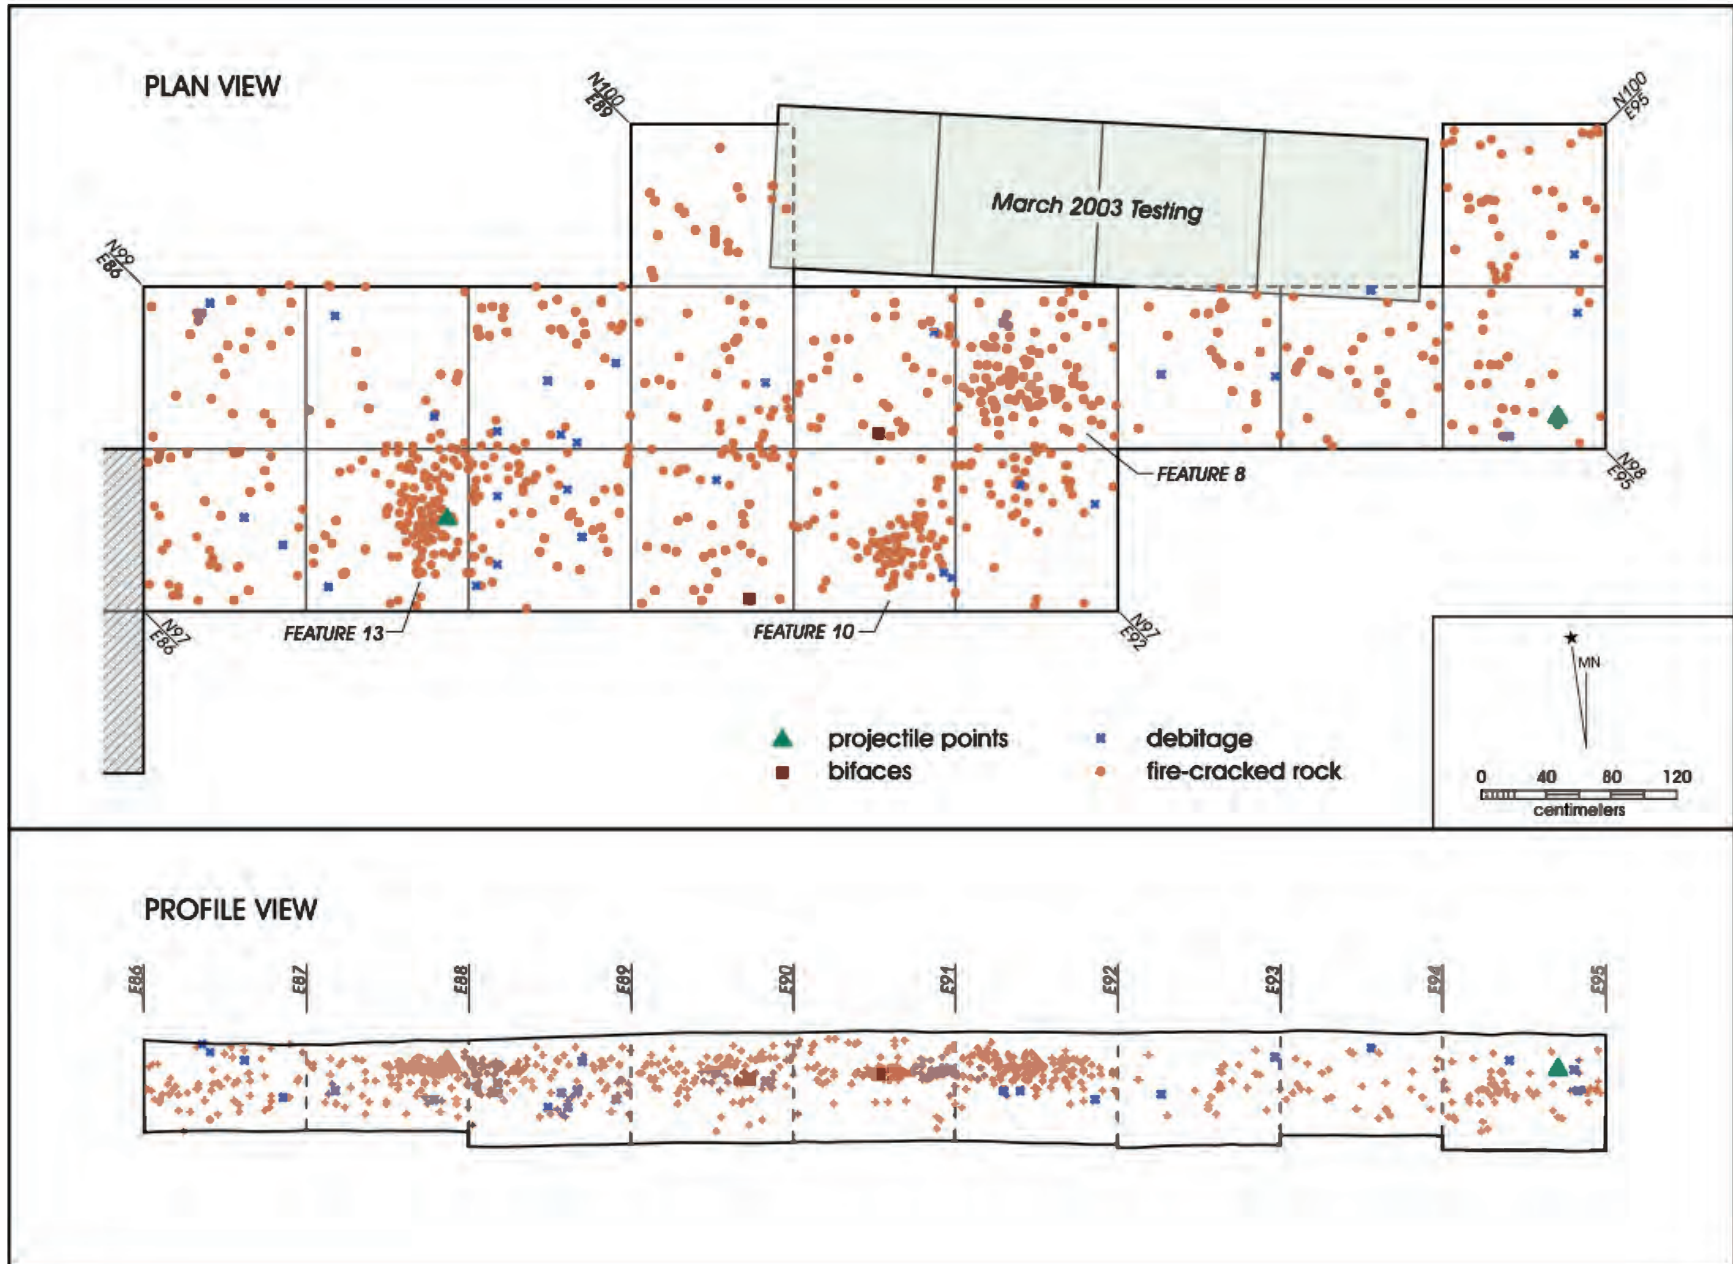 PLAN VIEW
N100
E89
N100
E95
March 2003 Testing
N99
E86
FEATURE 8
N98
E95
N97
E86
FEATURE 13
FEATURE 10
N97
E92
MN
projectile points
debitage
bifaces
fire-cracked rock
0 40 80 120
centimeters
PROFILE VIEW
E86 E87 E88 E89 E90 E91 E92 E93 E94 E95